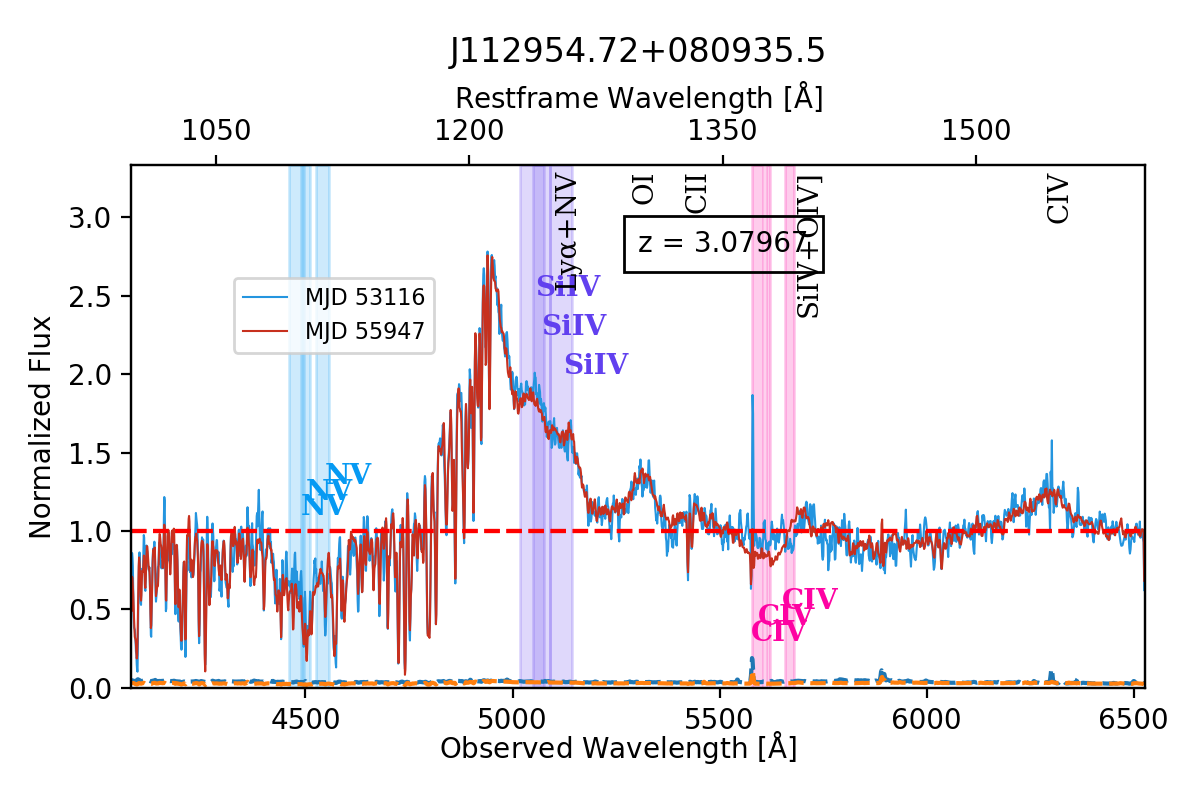 J112954.72+080935.5
Restframe Wavelength [Å]
1050 1200 1350 1500
Normalized Flux
3.0
2.5
2.0
1.5
1.0
0.5
0.0
Lyα+NV
OI
CII
SiIV+OIV]
CIV
z = 3.07967
MJD 53116
MJD 55947
SiIV
SiIV
SiIV
NV
NV
NV
CIV
CIV
CIV
4500 5000 5500 6000 6500
Observed Wavelength [Å]